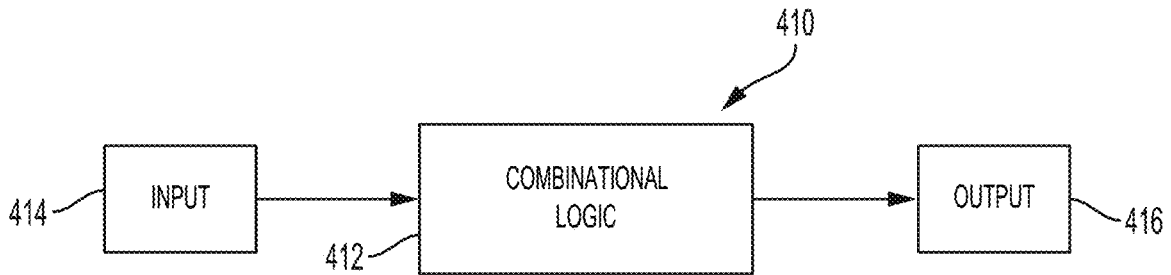 410
INPUT
COMBINATIONAL
LOGIC
OUTPUT
414
412
416